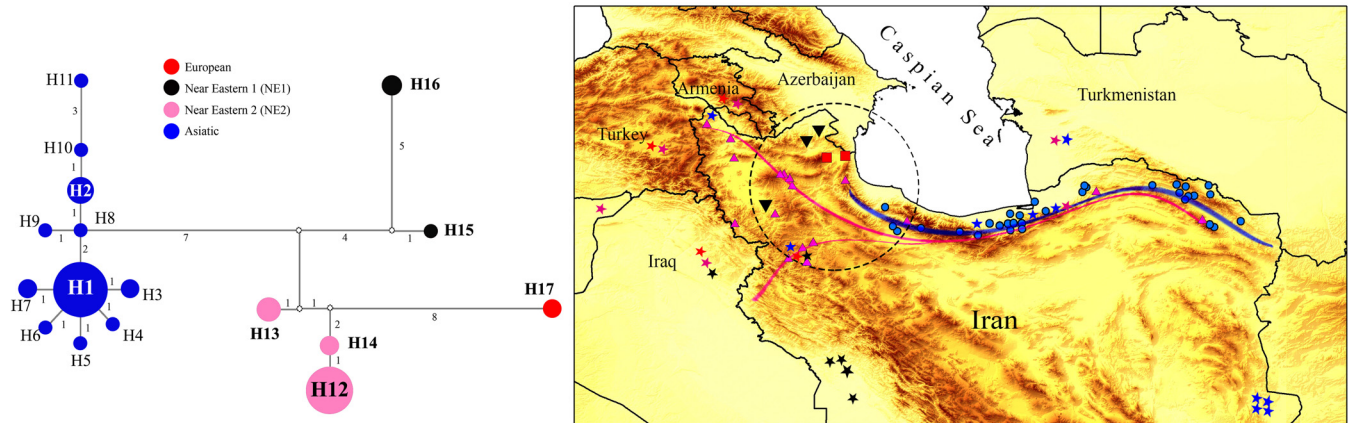 European
Near Eastern 1 (NE1)
Near Eastern 2 (NE2)
Asiatic
H11
3
H10
1
H2
1
H9
1
H8
2
7
H1
H7
1
1
H3
H6
1
1
1
H4
H5
H16
5
4
1
H15
H13
1
1
8
H17
2
H14
1
H12
Caspian Sea
Azerbaijan
Armenia
Turkmenistan
Turkey
Iraq
Iran